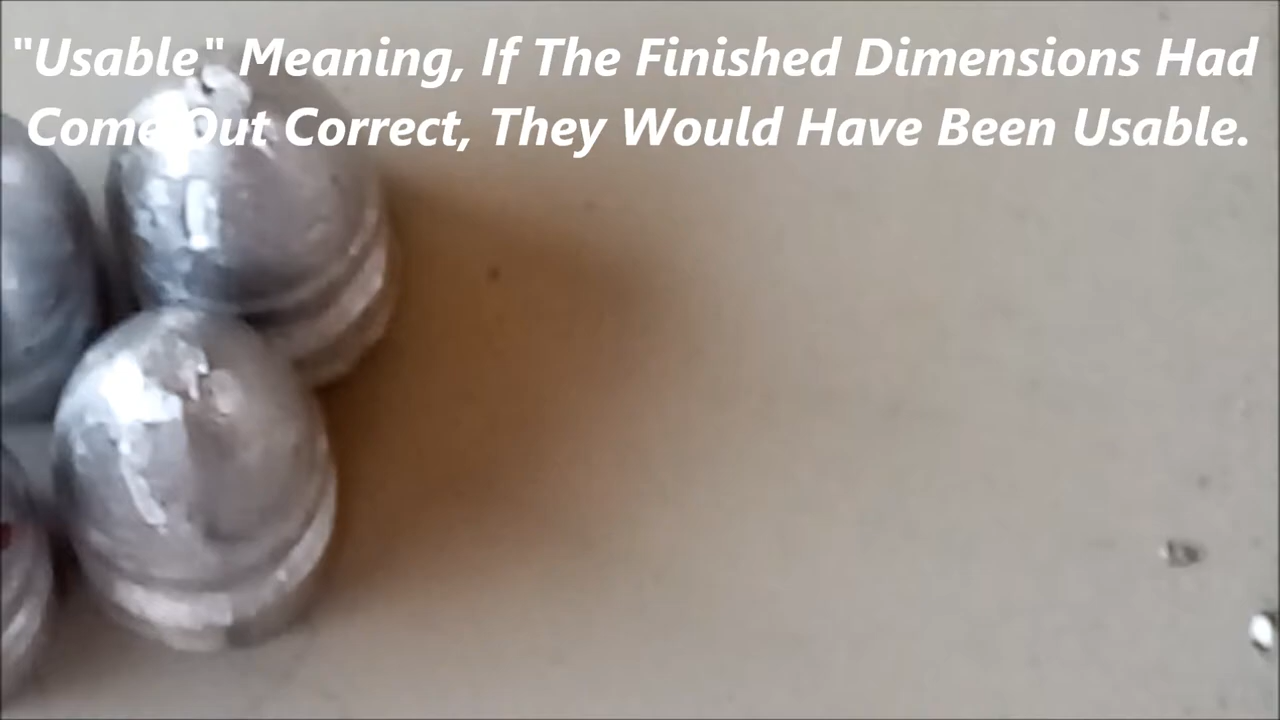 "Usable" Meaning, If The Finished Dimensions Had
Come Out Correct, They Would Have Been Usable.